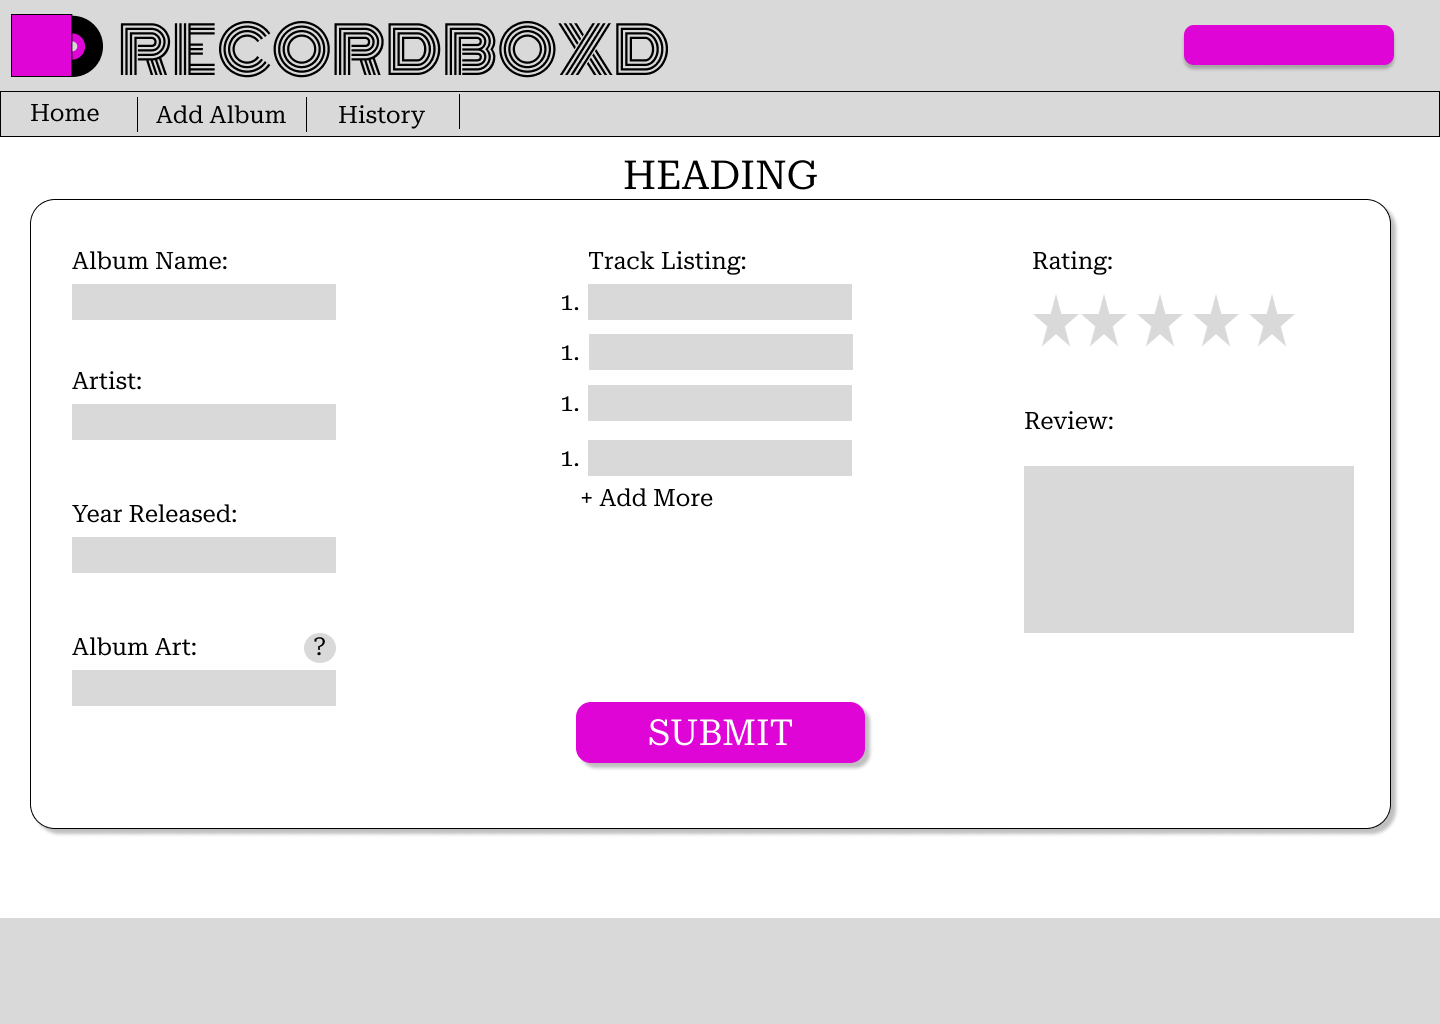 RECORDBOXD
Home
Add Album
History
HEADING
Album Name:
Artist:
Year Released:
Album Art:
?
Track Listing:
1.
1.
1.
1.
+ Add More
SUBMIT
Rating:
Review: